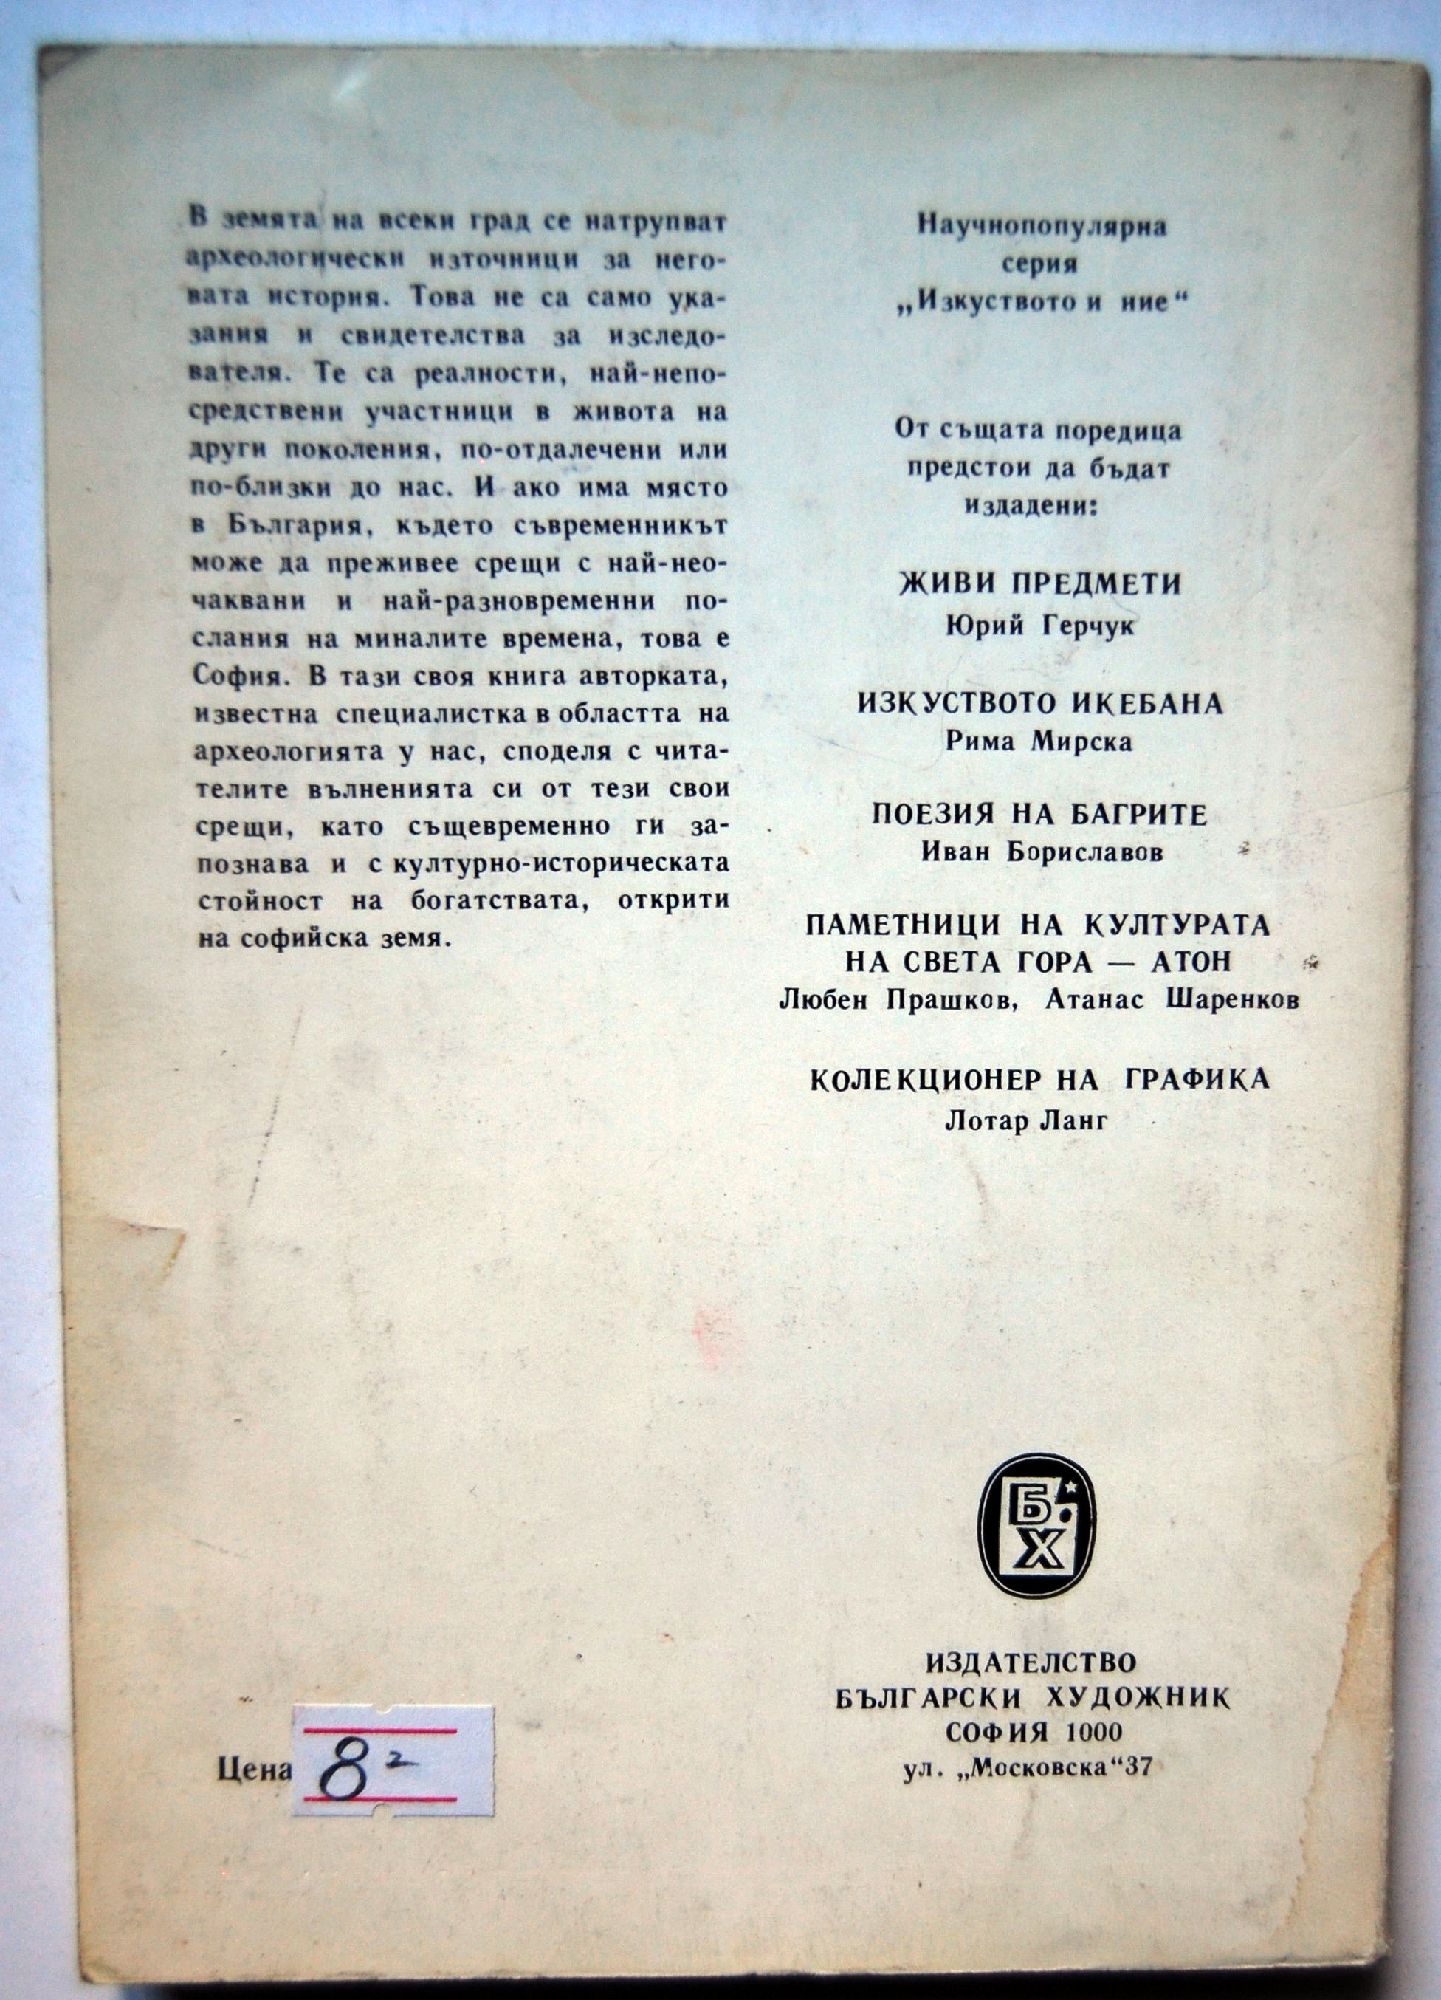 В земята на всеки град се натрупват
археологически източници за него-
вата история. Това не са само ука-
зания и свидетелства за изследо-
вателя. Те са реалности, най-непо-
средствени участници в живота на
други поколения, по-отдалечени или
по-близки до нас. И ако има място
в България, където съвременникът
може да преживее срещи с най-нео-
чаквани и най-разновременни по-
слания на миналите времена, това е
София. В тази своя книга авторката,
известна специалистка в областта на
археологията у нас, споделя с чита-
телите вълненията си от тези свои
срещи, като същевременно ги за-
познава и с културно-историческата
стойност на богатствата, открити
на софийска земя.
Научнопопулярна
серия
„Изкуството и ние“
От същата поредица
предстои да бъдат
издадени:
ЖИВИ ПРЕДМЕТИ
Юрий Герчук
ИЗКУСТВОТО ИКЕБАНА
Рима Мирска
ПОЕЗИЯ НА БАГРИТЕ
Иван Бориславов
ПАМЕТНИЦИ НА КУЛТУРАТА
НА СВЕТА ГОРА — АТОН
Любен Прашков, Атанас Шаренков
КОЛЕКЦИОНЕР НА ГРАФИКА
Лотар Ланг
Б
Х
ИЗДАТЕЛСТВО
БЪЛГАРСКИ ХУДОЖНИК
СОФИЯ 1000
ул. „Московска“37
Цена 8 2